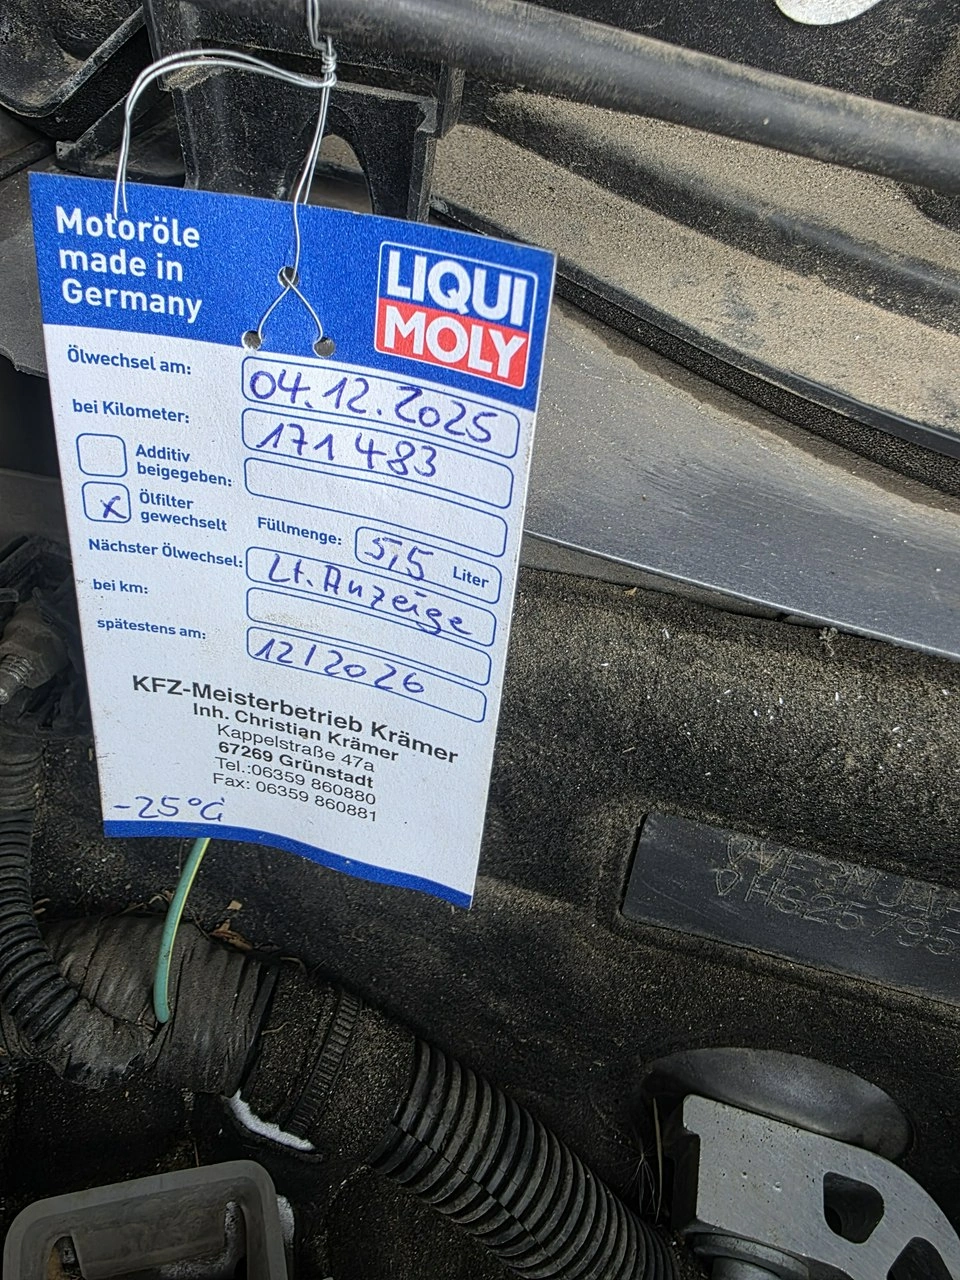 Motoröle
made in
Germany
LIQUI
MOLY
Ölwechsel am: 04.12.2025
bei Kilometer: 171 483
Additiv
beigegeben:
x Ölfilter
gewechselt
Füllmenge: 5,5 Liter
Nächster Ölwechsel: Lt. Anzeige
bei km:
spätestens am: 12/2026
KFZ-Meisterbetrieb Krämer
Inh. Christian Krämer
Kappelstraße 47a
67269 Grünstadt
Tel.:06359 860880
Fax: 06359 860881
-25°C